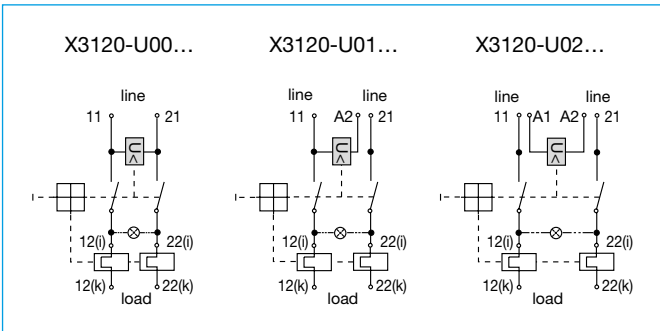 X3120-U00... X3120-U01... X3120-U02...
line line line line line
11 21 11 A2 21 11 A1 A2 21
U< U< U<
12(i) 22(i) 12(i) 22(i) 12(i) 22(i)
12(k) 22(k) 12(k) 22(k) 12(k) 22(k)
load load load